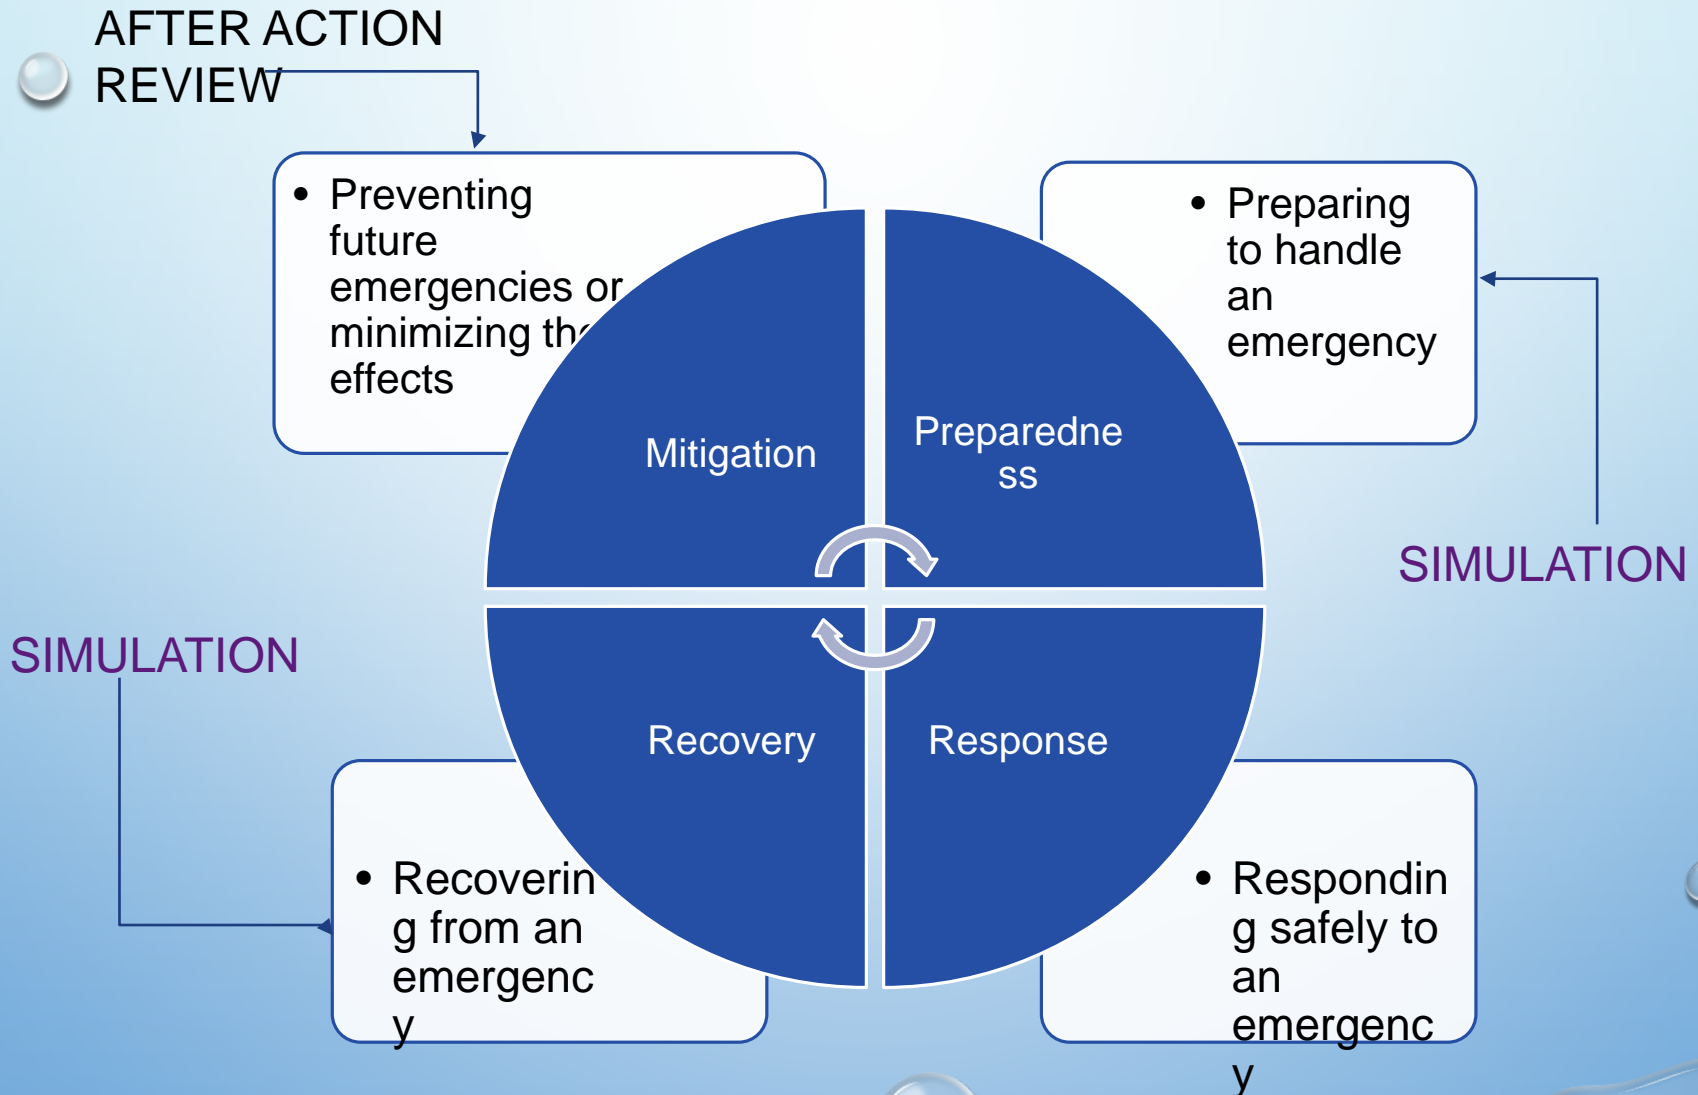 AFTER ACTION
REVIEW
• Preventing
future
emergencies or
minimizing the
effects
• Preparing
to handle
an
emergency
Mitigation
Preparedne
ss
SIMULATION
SIMULATION
Recovery
Response
• Recoverin
g from an
emergenc
y
• Respondin
g safely to
an
emergenc
y